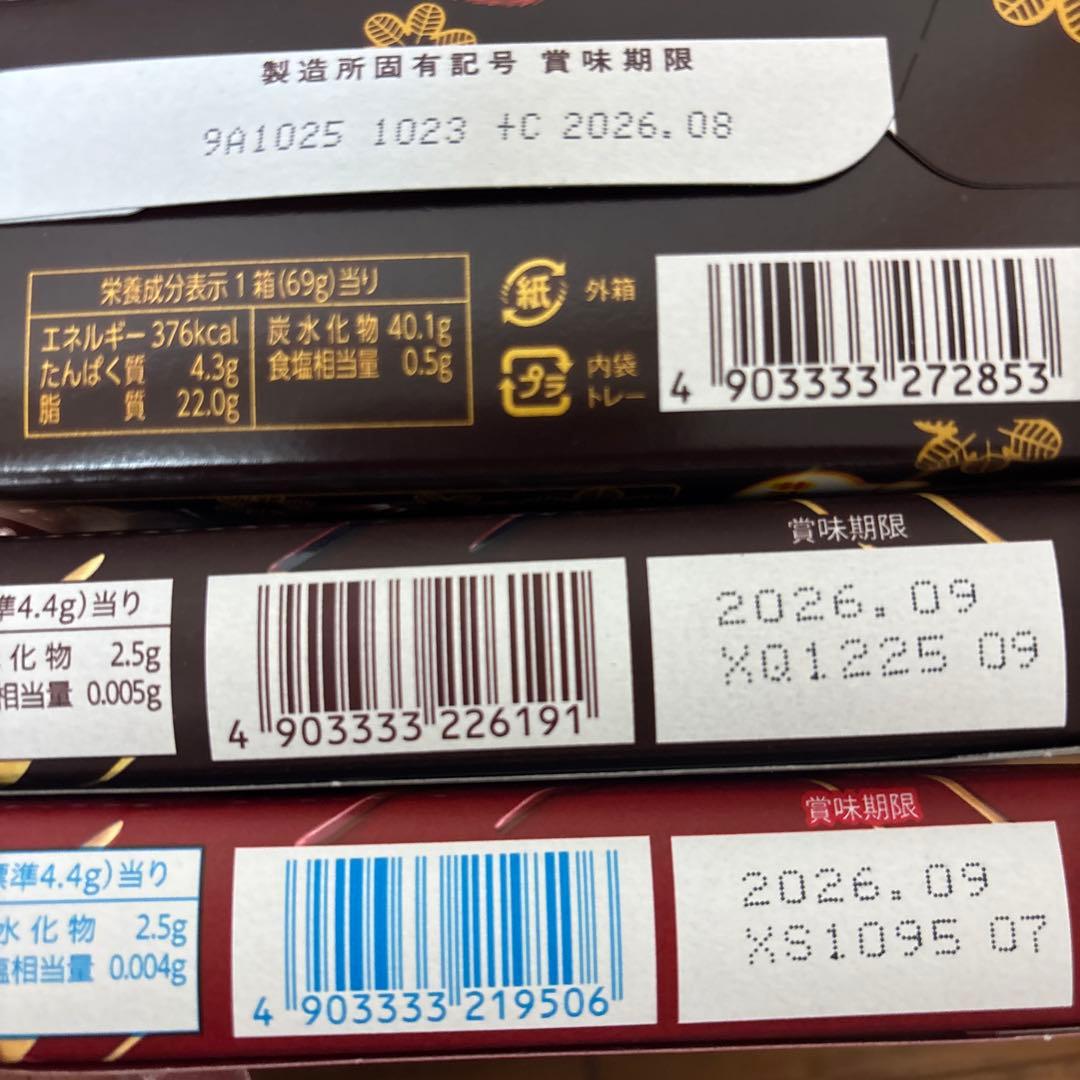 製造所固有記号 賞味期限
9A1025 1023 +C 2026.08
栄養成分表示1箱(69g)当り
エネルギー 376kcal
たんぱく質 4.3g
脂質 22.0g
炭水化物 40.1g
食塩相当量 0.5g
紙 外箱
プラ 内袋
トレー
4 903333 272853
準4.4g)当り
化物 2.5g
相当量 0.005g
4 903333 226191
賞味期限
2026.09
XQ1225 09
標準4.4g)当り
水化物 2.5g
塩相当量 0.004g
4 903333 219506
賞味期限
2026.09
XS1095 07